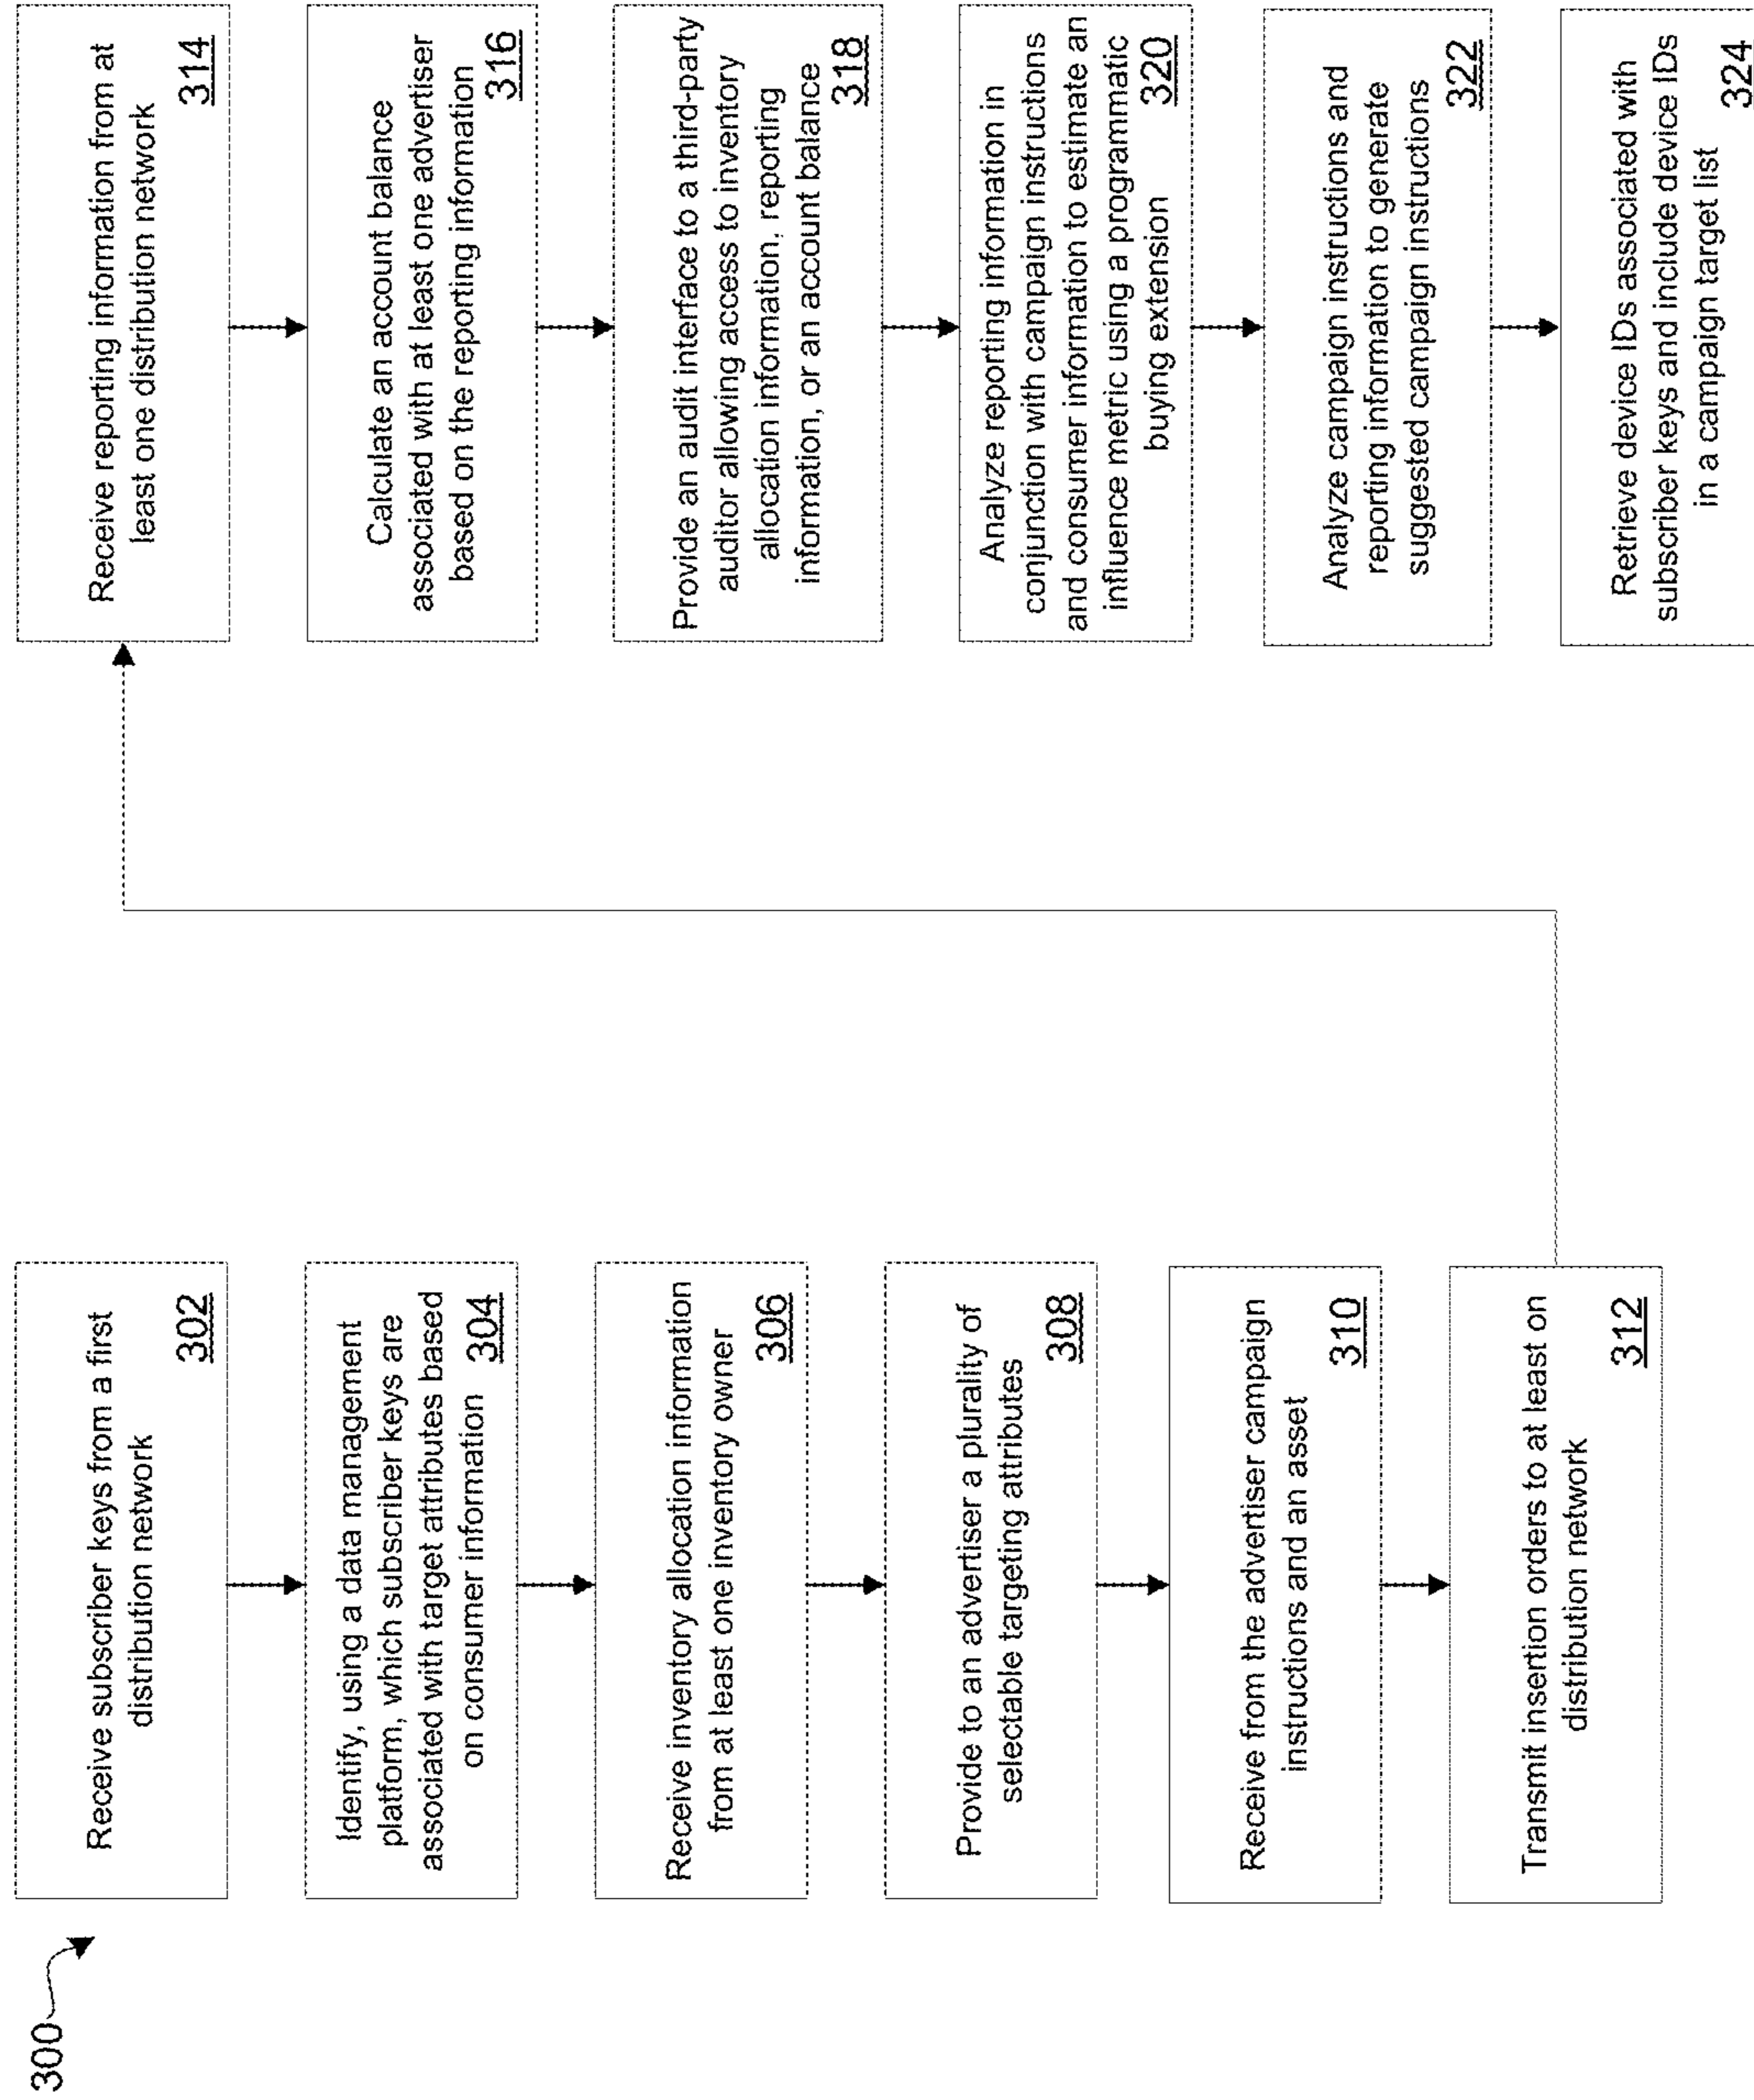 300
Receive subscriber keys from a first
distribution network
302
Identify, using a data management
platform, which subscriber keys are
associated with target attributes based
on consumer information
304
Receive inventory allocation information
from at least one inventory owner
306
Provide to an advertiser a plurality of
selectable targeting attributes
308
Receive from the advertiser campaign
instructions and an asset
310
Transmit insertion orders to at least on
distribution network
312
Receive reporting information from at
least one distribution network
314
Calculate an account balance
associated with at least one advertiser
based on the reporting information
316
Provide an audit interface to a third-party
auditor allowing access to inventory
allocation information, reporting
information, or an account balance
318
Analyze reporting information in
conjunction with campaign instructions
and consumer information to estimate an
influence metric using a programmatic
buying extension
320
Analyze campaign instructions and
reporting information to generate
suggested campaign instructions
322
Retrieve device IDs associated with
subscriber keys and include device IDs
in a campaign target list
324